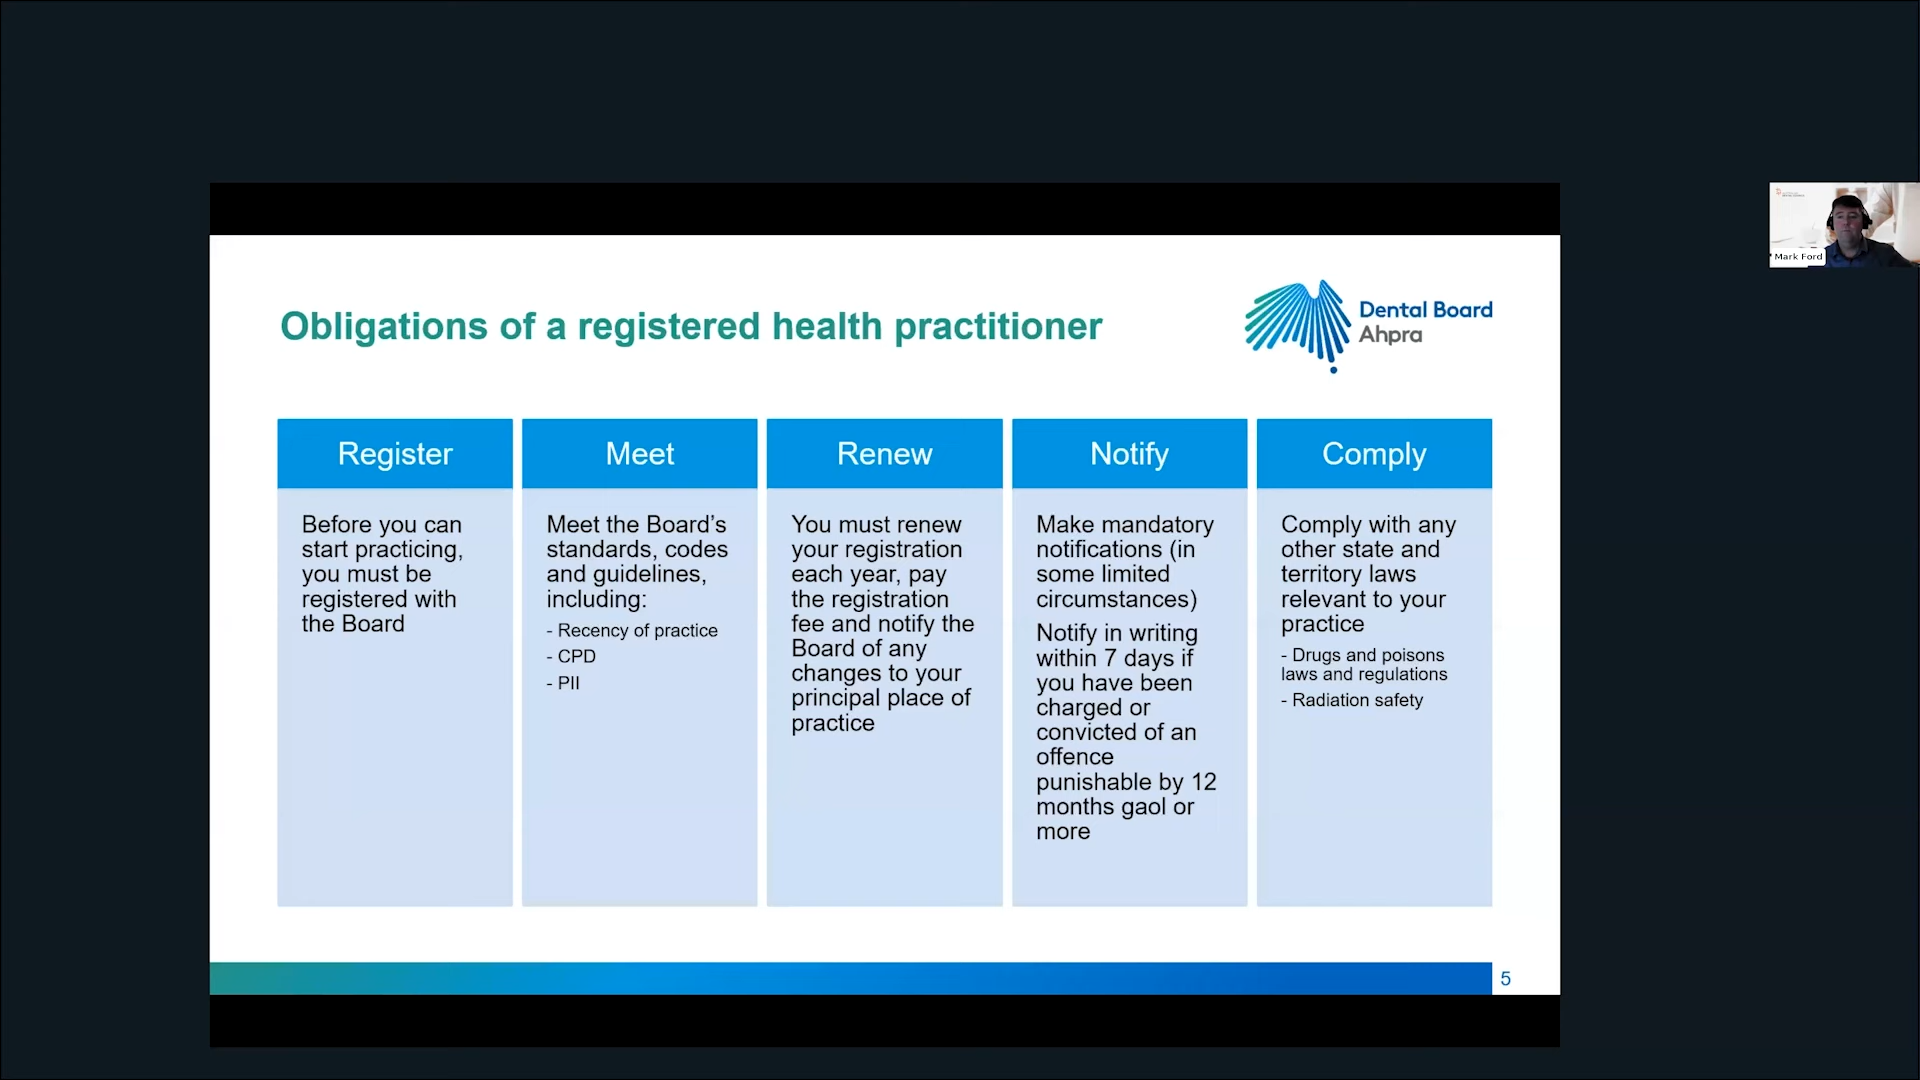 Obligations of a registered health practitioner
Dental Board
Ahpra
Register
Before you can
start practicing,
you must be
registered with
the Board
Meet
Meet the Board’s
standards, codes
and guidelines,
including:
- Recency of practice
- CPD
- PII
Renew
You must renew
your registration
each year, pay
the registration
fee and notify the
Board of any
changes to your
principal place of
practice
Notify
Make mandatory
notifications (in
some limited
circumstances)
Notify in writing
within 7 days if
you have been
charged or
convicted of an
offence
punishable by 12
months gaol or
more
Comply
Comply with any
other state and
territory laws
relevant to your
practice
- Drugs and poisons
laws and regulations
- Radiation safety
5
Mark Ford